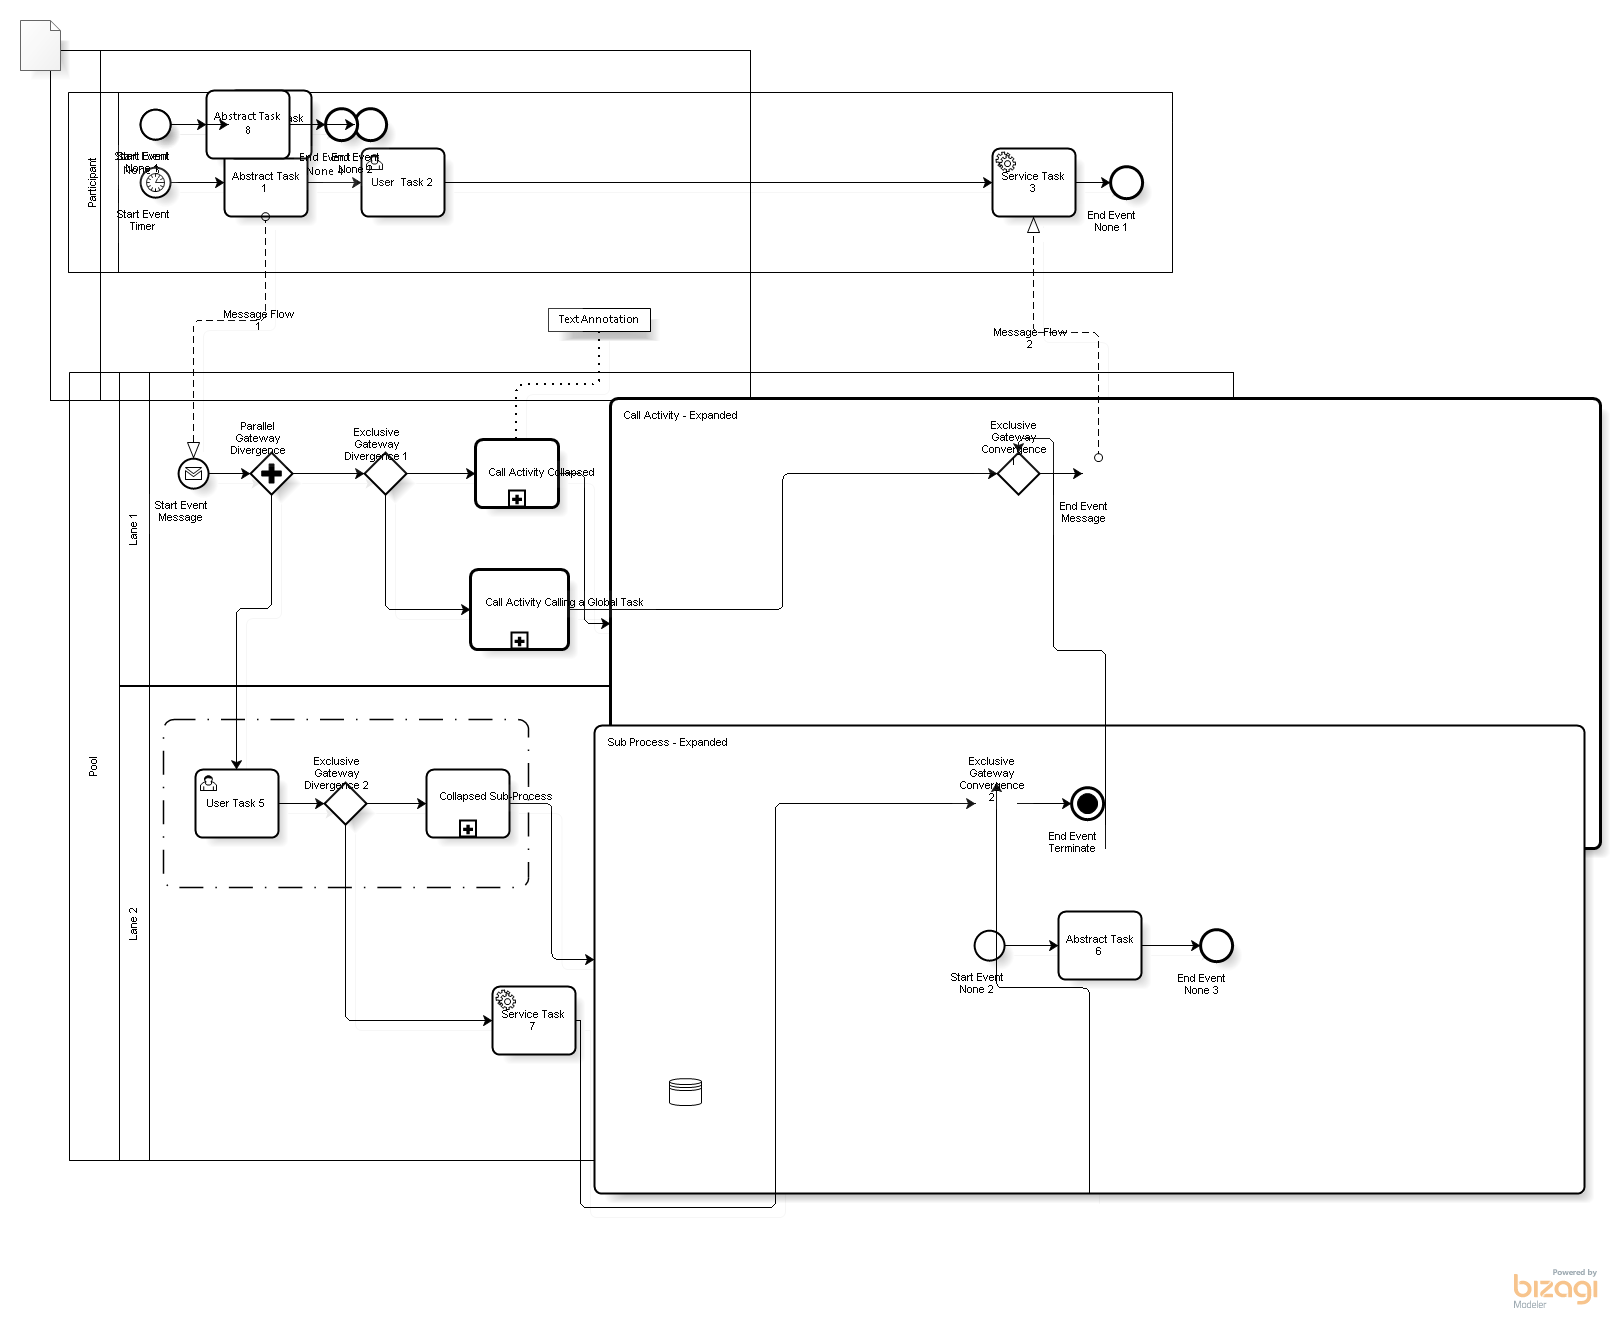 Abstract Task
8
ask
Start Event
None 1
End Event
None 4
End Event
None 2
Participant
Abstract Task
1
User  Task 2
Service Task
3
Start Event
Timer
End Event
None 1
Message Flow
1
Text Annotation
Message Flow
2
Pool
Lane 1
Parallel
Gateway
Divergence
Exclusive
Gateway
Divergence 1
Call Activity Collapsed
Start Event
Message
Call Activity Calling a Global Task
Call Activity - Expanded
Exclusive
Gateway
Convergence
1
End Event
Message
Lane 2
User Task 5
Exclusive
Gateway
Divergence 2
Collapsed Sub-Process
Service Task
7
Sub Process - Expanded
Exclusive
Gateway
Convergence
2
End Event
Terminate
Start Event
None 2
Abstract Task
6
End Event
None 3
Powered by
bizagi
Modeler